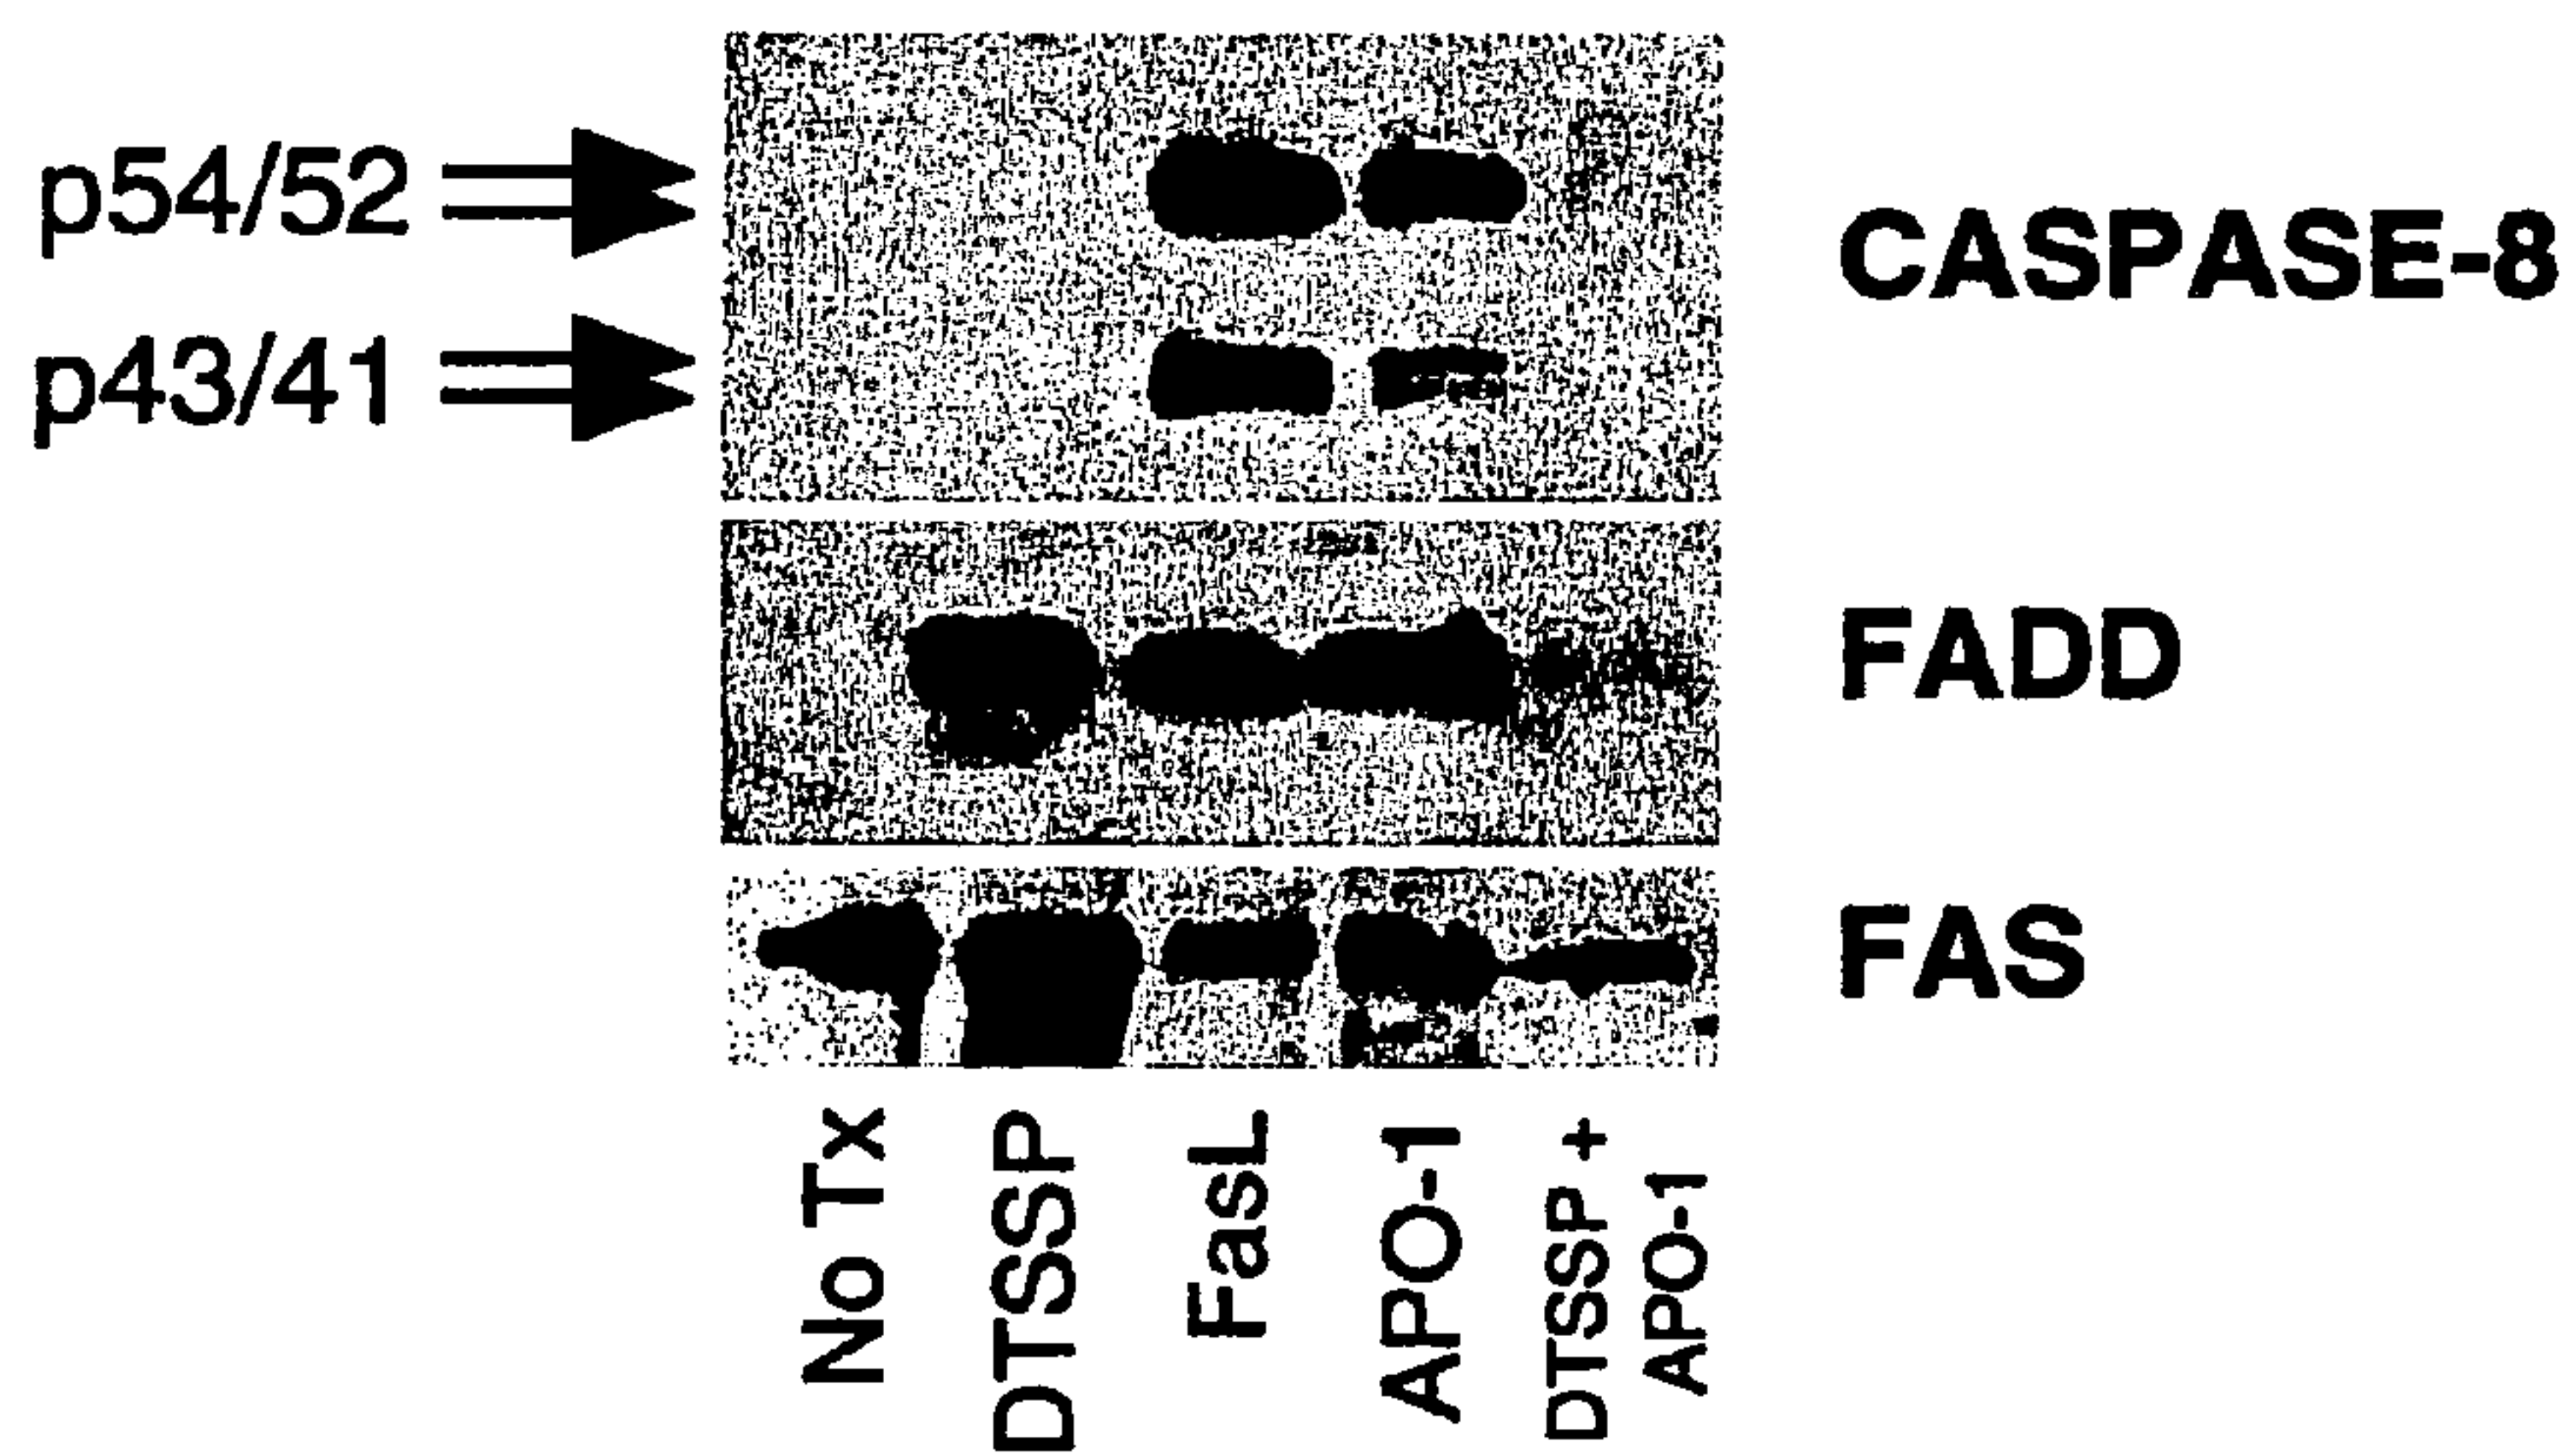 p54/52
CASPASE-8
p43/41
FADD
FAS
No Tx
DTSSP
FasL
APO-1
DTSSP +
APO-1